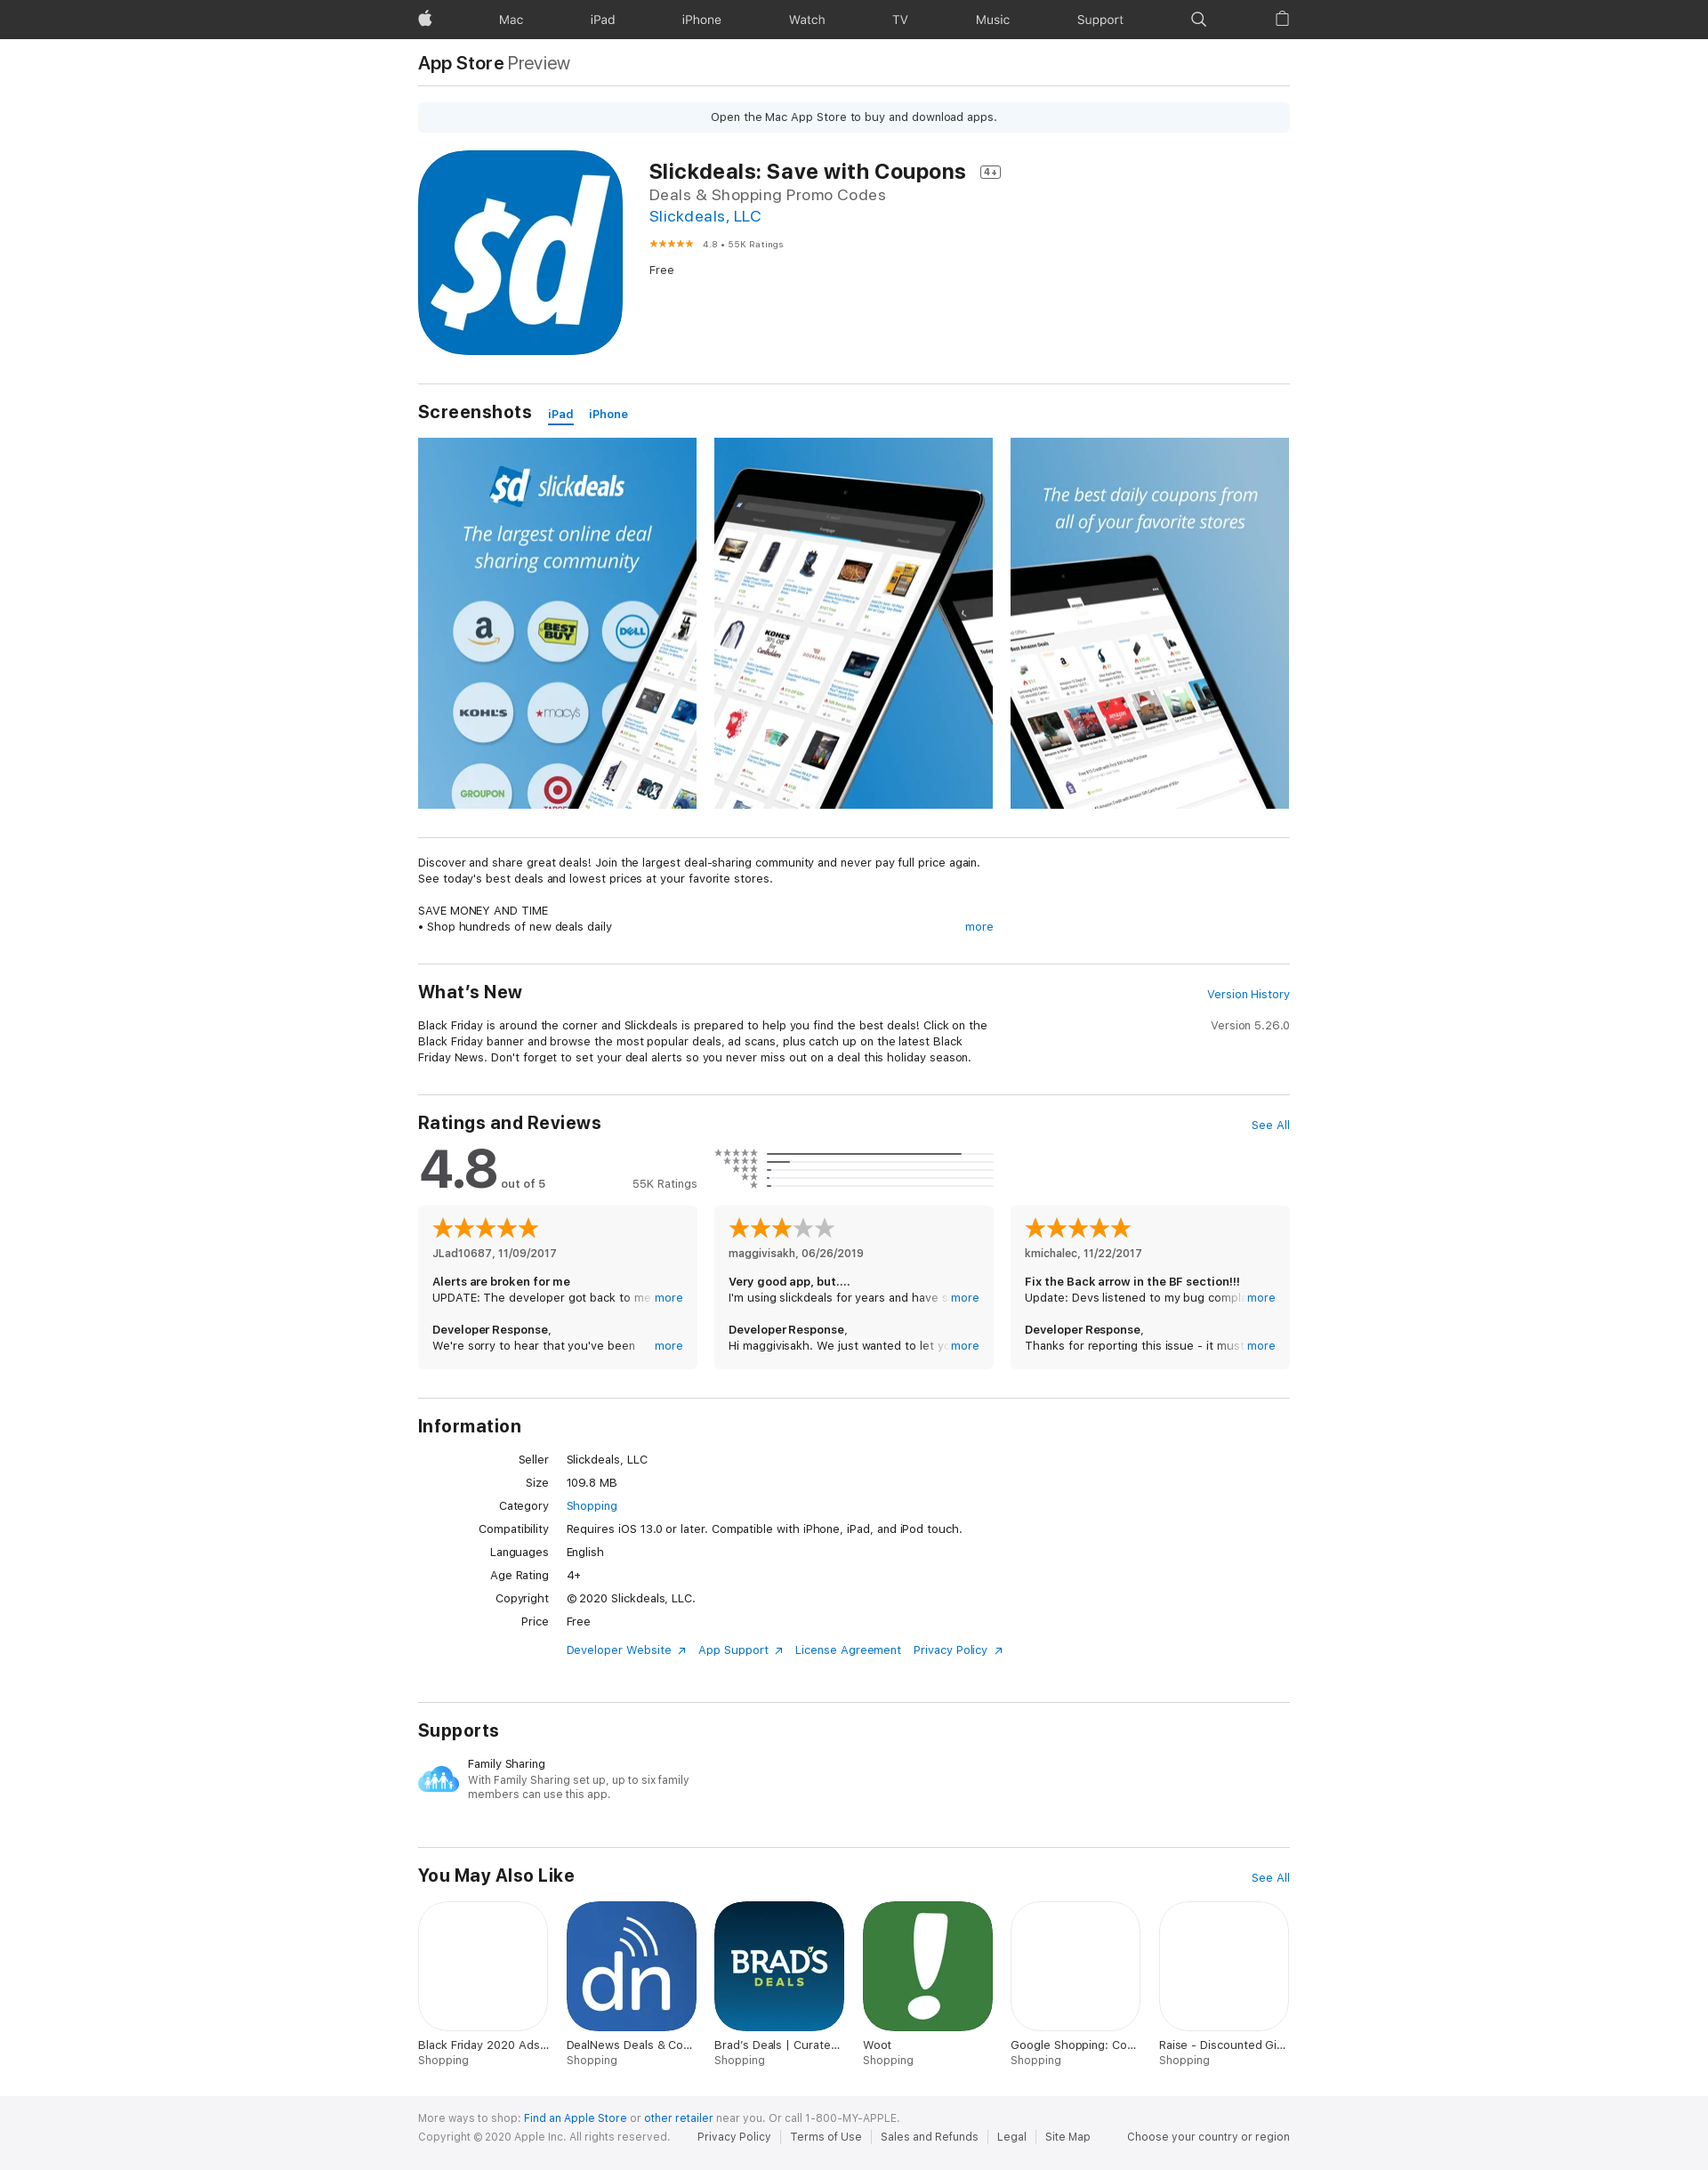 Mac
iPad
iPhone
Watch
TV
Music
Support
App Store Preview
Open the Mac App Store to buy and download apps.
$d
Slickdeals: Save with Coupons 4+
Deals & Shopping Promo Codes
Slickdeals, LLC
4.8 • 55K Ratings
Free
Screenshots iPad iPhone
$d slickdeals
The largest online deal
sharing community
a
BEST BUY
DELL
KOHL'S
macy's
GROUPON
KOHL'S
The best daily coupons from
all of your favorite stores
Best Amazon Deals
Discover and share great deals! Join the largest deal-sharing community and never pay full price again.
See today's best deals and lowest prices at your favorite stores.
SAVE MONEY AND TIME
• Shop hundreds of new deals daily more
What’s New
Version History
Black Friday is around the corner and Slickdeals is prepared to help you find the best deals! Click on the
Black Friday banner and browse the most popular deals, ad scans, plus catch up on the latest Black
Friday News. Don't forget to set your deal alerts so you never miss out on a deal this holiday season.
Version 5.26.0
Ratings and Reviews
See All
4.8 out of 5
55K Ratings
JLad10687, 11/09/2017
Alerts are broken for me
UPDATE: The developer got back to me more
Developer Response,
We're sorry to hear that you've been more
maggivisakh, 06/26/2019
Very good app, but....
I'm using slickdeals for years and have s more
Developer Response,
Hi maggivisakh. We just wanted to let yo more
kmichalec, 11/22/2017
Fix the Back arrow in the BF section!!!
Update: Devs listened to my bug compla more
Developer Response,
Thanks for reporting this issue - it must more
Information
Seller Slickdeals, LLC
Size 109.8 MB
Category Shopping
Compatibility Requires iOS 13.0 or later. Compatible with iPhone, iPad, and iPod touch.
Languages English
Age Rating 4+
Copyright © 2020 Slickdeals, LLC.
Price Free
Developer Website App Support License Agreement Privacy Policy
Supports
Family Sharing
With Family Sharing set up, up to six family
members can use this app.
You May Also Like
See All
dn
BRAD'S
DEALS
!
Black Friday 2020 Ads...
Shopping
DealNews Deals & Co...
Shopping
Brad’s Deals | Curate...
Shopping
Woot
Shopping
Google Shopping: Co...
Shopping
Raise - Discounted Gi...
Shopping
More ways to shop: Find an Apple Store or other retailer near you. Or call 1-800-MY-APPLE.
Copyright © 2020 Apple Inc. All rights reserved.
Privacy Policy
Terms of Use
Sales and Refunds
Legal
Site Map
Choose your country or region